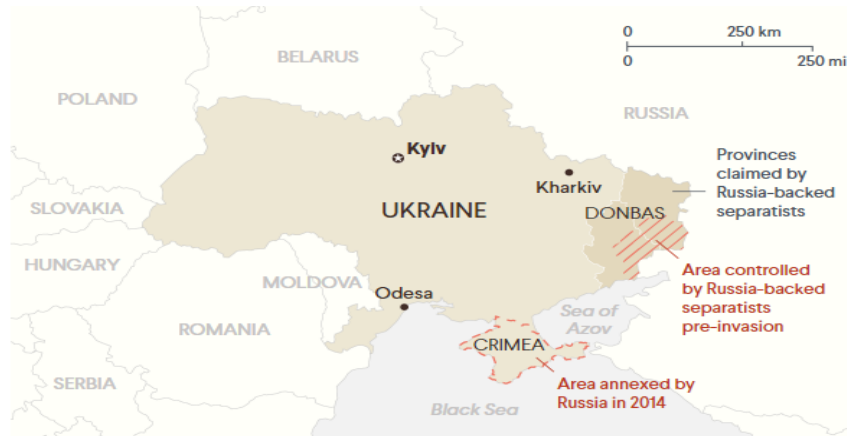 0
250 km
0
250 mi
BELARUS
POLAND
RUSSIA
Kyiv
Provinces
claimed by
Russia-backed
separatists
Kharkiv
SLOVAKIA
UKRAINE
DONBAS
HUNGARY
MOLDOVA
Area controlled
by Russia-backed
separatists
pre-invasion
Odesa
Sea of
Azov
ROMANIA
CRIMEA
SERBIA
Area annexed by
Russia in 2014
Black Sea